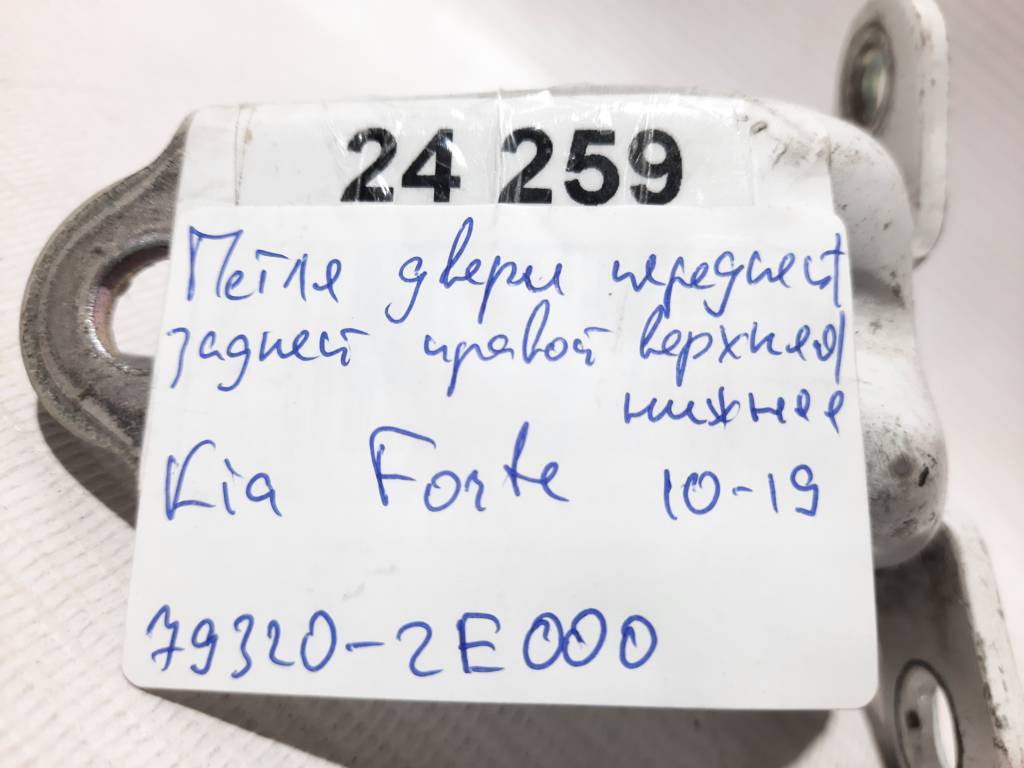 24 259
Петля двери передней/
задней правой верхняя/
нижняя
Kia Forte 10-19
79320-2E000